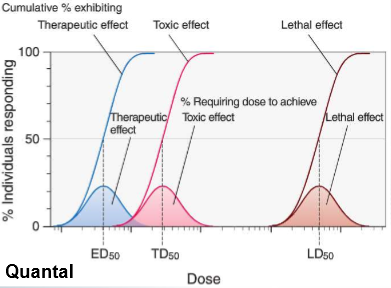 Cumulative % exhibiting
Therapeutic effect Toxic effect Lethal effect
100
% Requiring dose to achieve
Therapeutic effect
Toxic effect
Lethal effect
% Individuals responding
50
0
ED50 TD50 LD50
Quantal
Dose